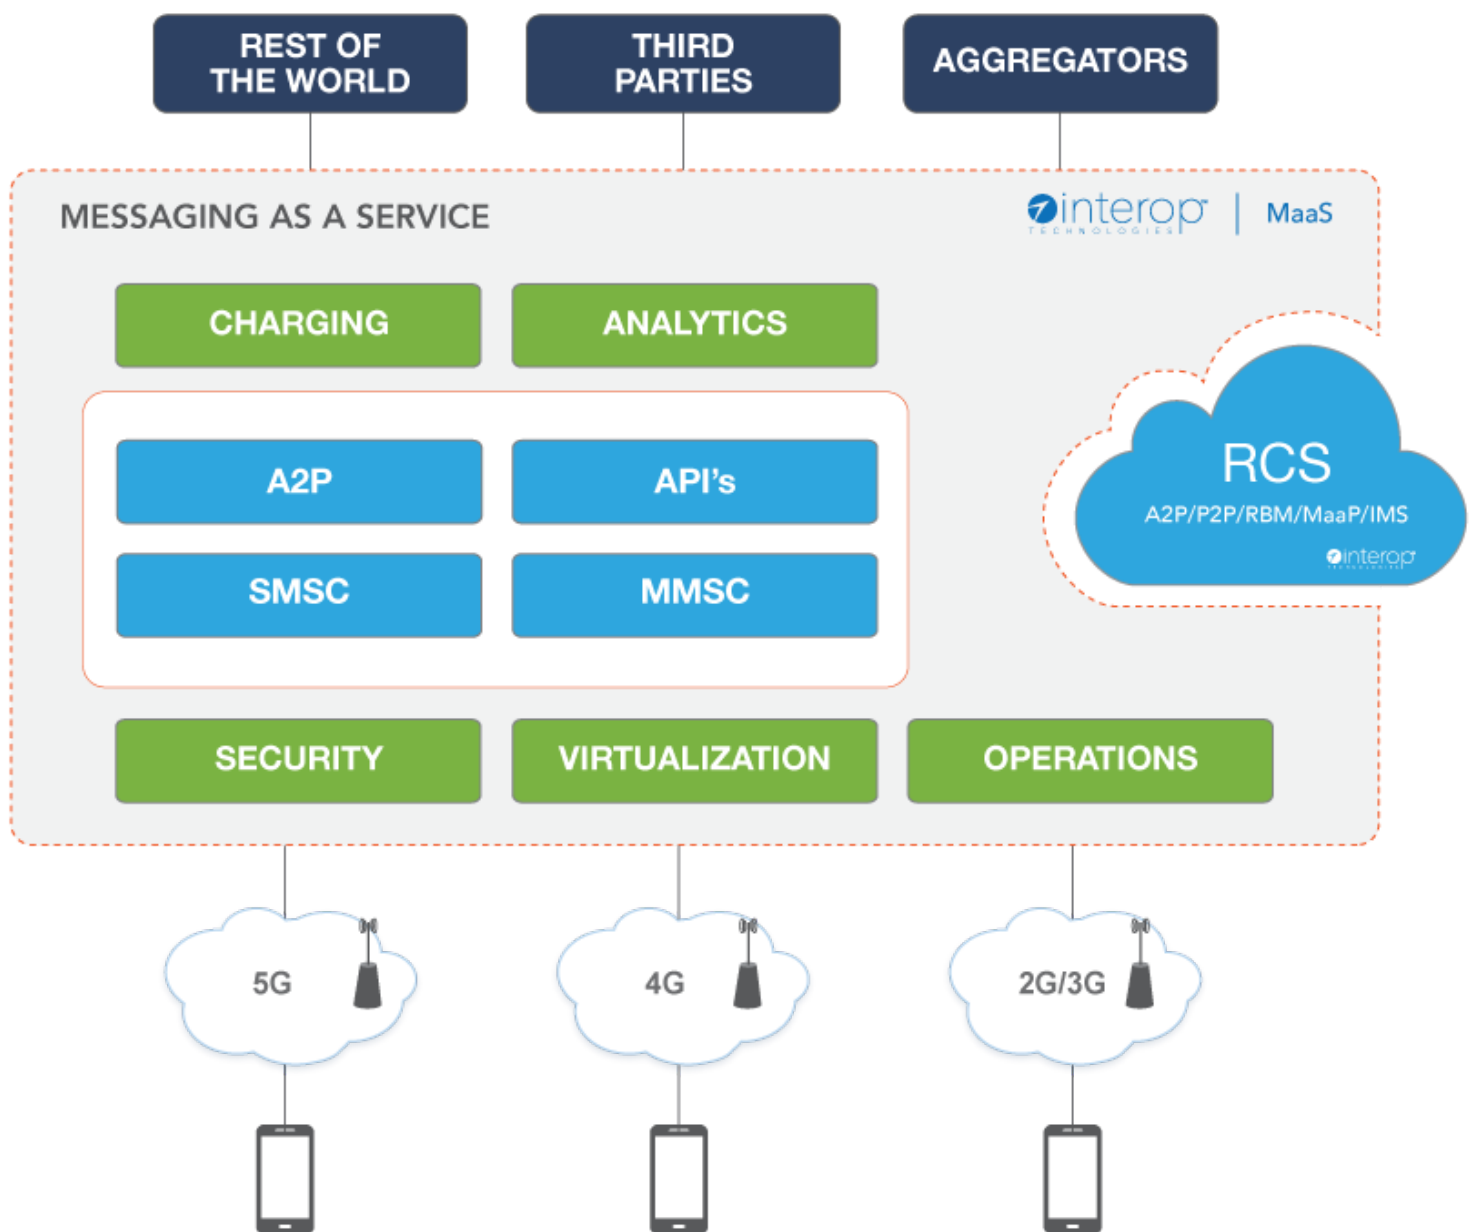 REST OF
THE WORLD
THIRD
PARTIES
AGGREGATORS
MESSAGING AS A SERVICE
interop
TECHNOLOGIES
MaaS
CHARGING
ANALYTICS
A2P
API's
SMSC
MMSC
RCS
A2P/P2P/RBM/MaaP/IMS
interop
TECHNOLOGIES
SECURITY
VIRTUALIZATION
OPERATIONS
5G
4G
2G/3G